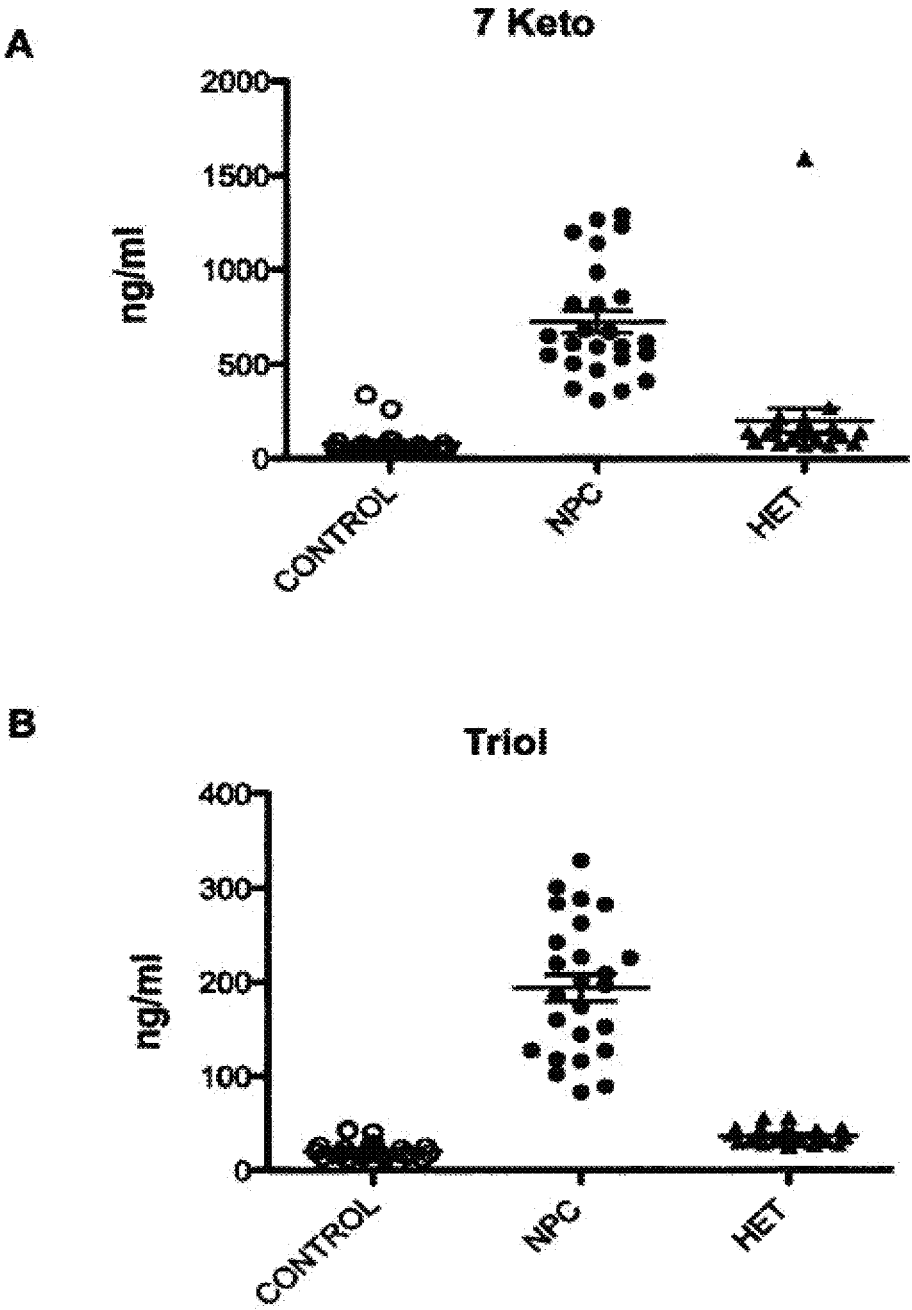 A
7 Keto
2000
1500
1000
500
0
ng/ml
CONTROL
NPC
HET
B
Triol
400
300
200
100
0
ng/ml
CONTROL
NPC
HET